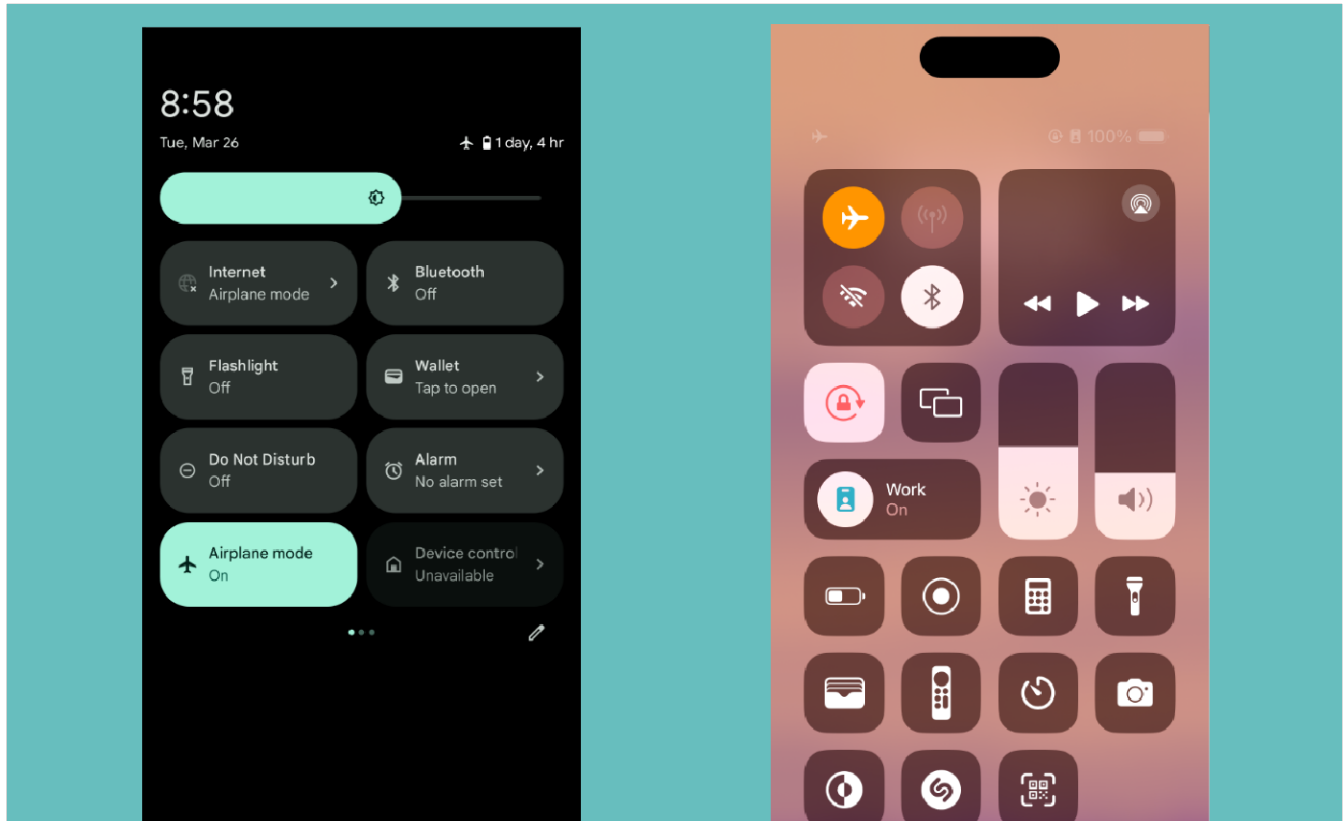 8:58
Tue, Mar 26
1 day, 4 hr
Internet
Airplane mode
Bluetooth
Off
Flashlight
Off
Wallet
Tap to open
Do Not Disturb
Off
Alarm
No alarm set
Airplane mode
On
Device control
Unavailable
100%
Work
On